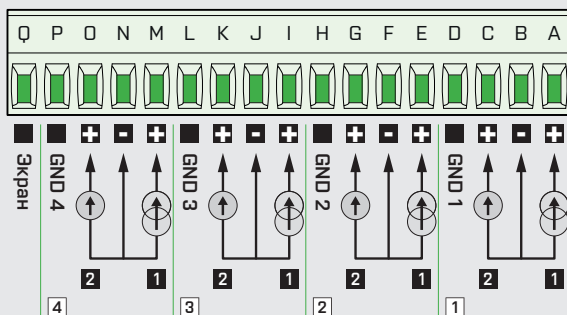 Q P O N M L K J I H G F E D C B A
+ - + + - + + - + + - +
Экран GND 4 GND 3 GND 2 GND 1
2 1 2 1 2 1 2 1
4 3 2 1